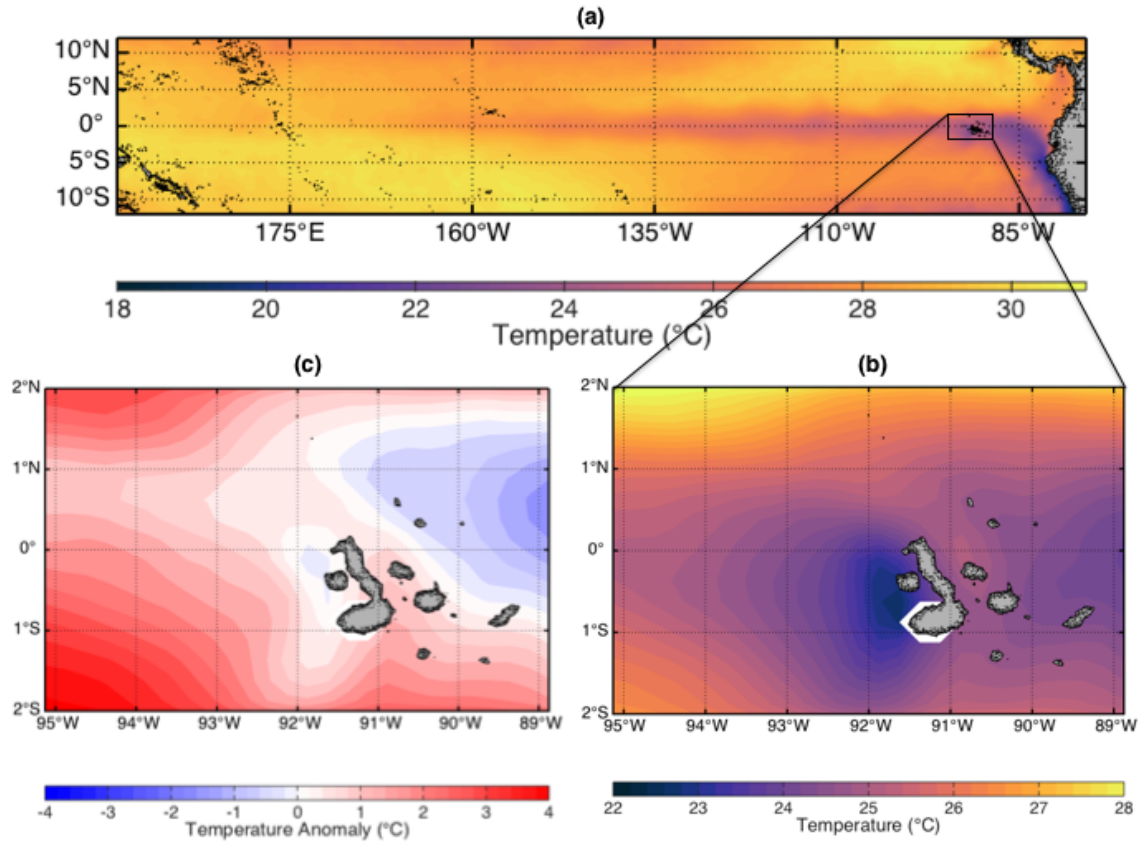 (a)
10°N
5°N
0°
5°S
10°S
175°E 160°W 135°W 110°W 85°W
18 20 22 24 26 28 30
Temperature (°C)
(c)
2°N
1°N
0°
1°S
2°S
95°W 94°W 93°W 92°W 91°W 90°W 89°W
-4 -3 -2 -1 0 1 2 3 4
Temperature Anomaly (°C)
(b)
2°N
1°N
0°
1°S
2°S
95°W 94°W 93°W 92°W 91°W 90°W 89°W
22 23 24 25 26 27 28
Temperature (°C)